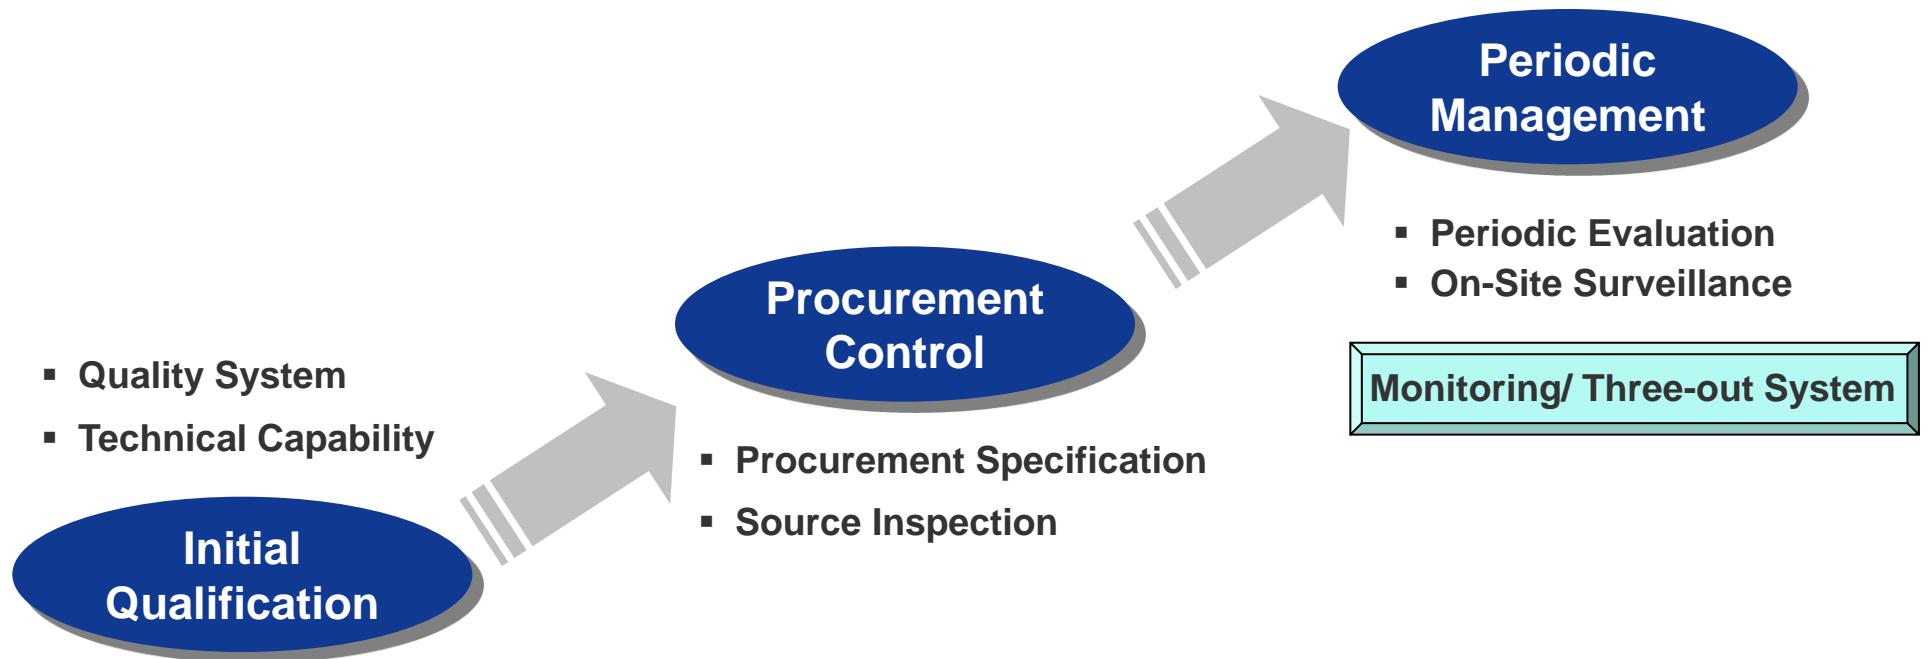 Periodic
Management
▪ Periodic Evaluation
▪ On-Site Surveillance
Monitoring/ Three-out System
Procurement
Control
▪ Procurement Specification
▪ Source Inspection
▪ Quality System
▪ Technical Capability
Initial
Qualification